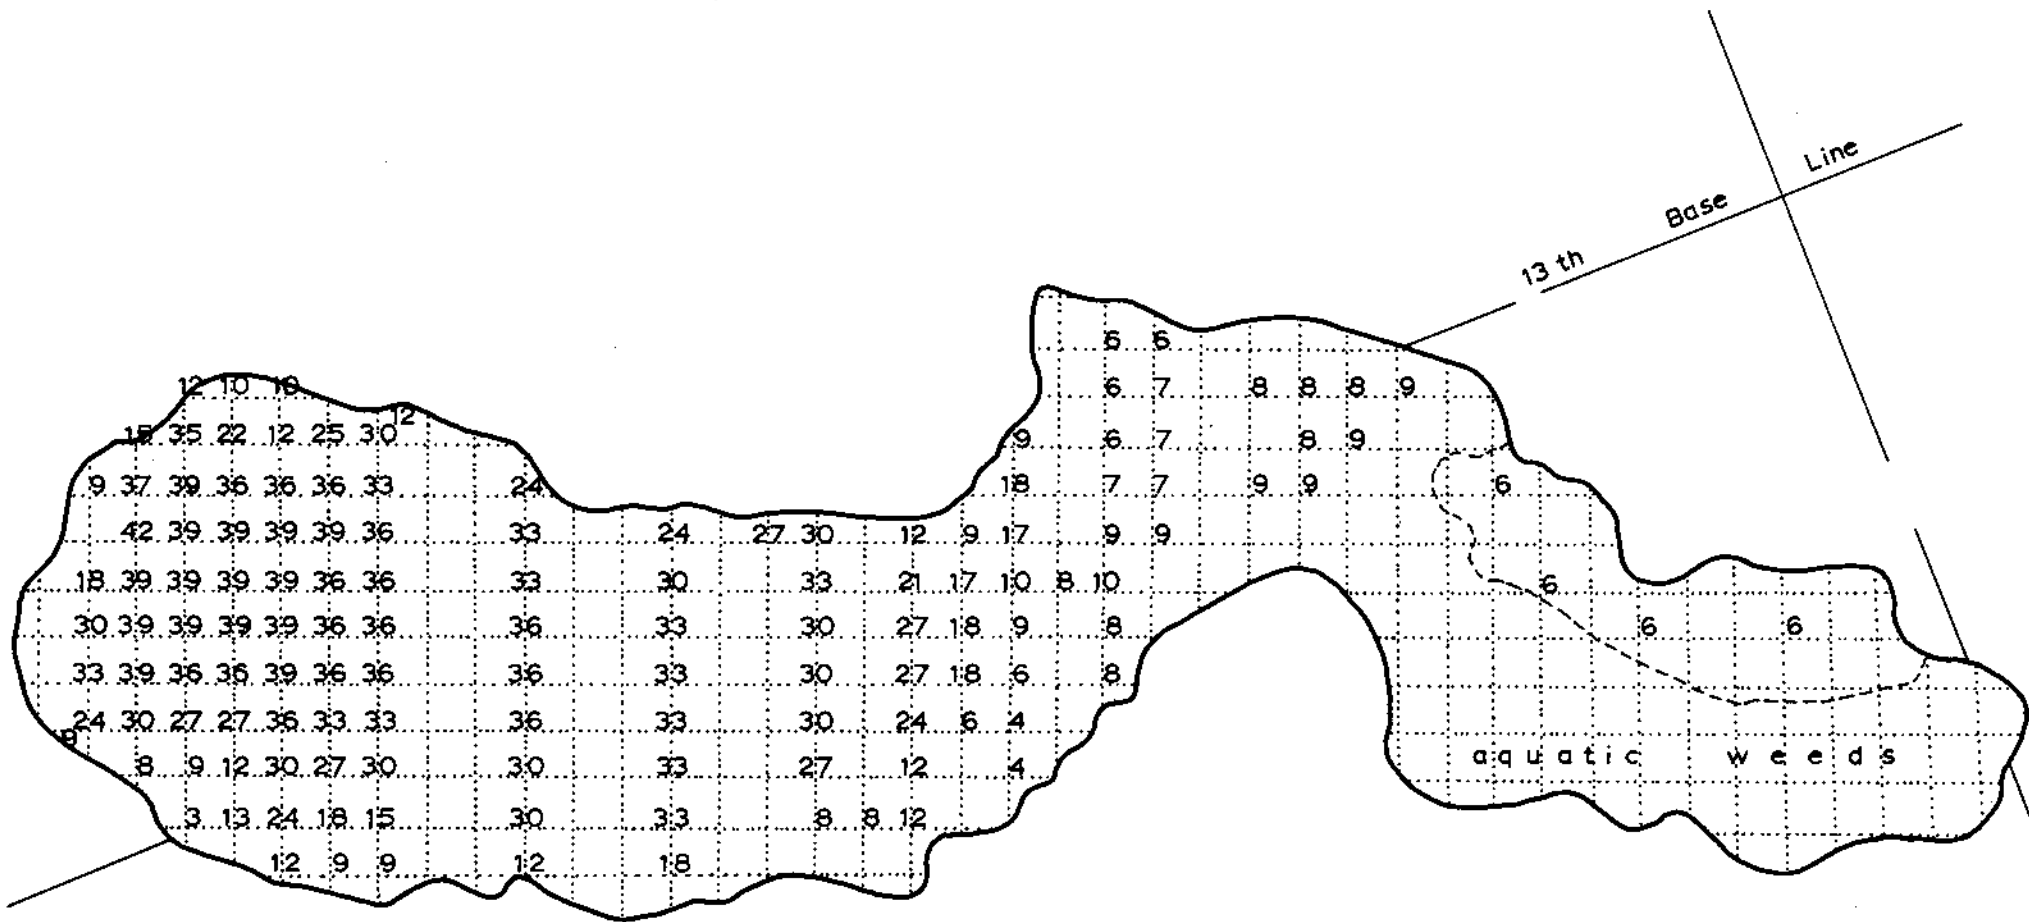 Line
Base
13 th
6 6
12 10 10 6 7 8 8 8 9
12
15 35 22 12 25 30 9 6 7 8 9
9 37 39 36 36 36 33 24 18 7 7 9 9 6
42 39 39 39 39 36 33 24 27 30 12 9 17 9 9
18 39 39 39 39 36 36 33 30 33 21 17 10 8 10 6
30 39 39 39 39 36 36 36 33 30 27 18 9 8 6 6
33 39 36 36 39 36 36 36 33 30 27 18 6 8
24 30 27 27 36 33 33 36 33 30 24 6 4
8 9 12 30 27 30 30 33 27 12 4
aquatic weeds
3 13 24 18 15 30 33 8 8 12
12 9 9 12 18